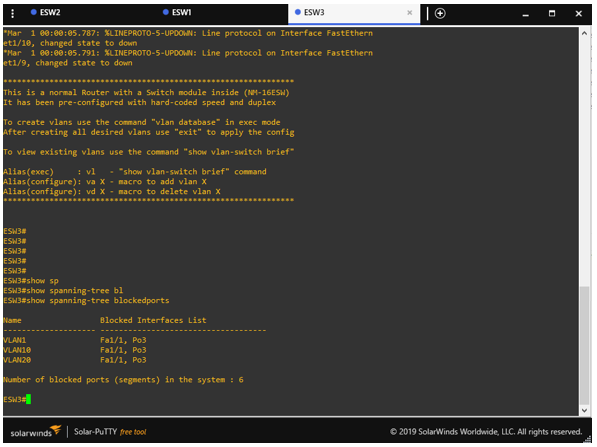 ESW2
ESW1
ESW3
*Mar  1 00:00:05.787: %LINEPROTO-5-UPDOWN: Line protocol on Interface FastEthern
et1/10, changed state to down
*Mar  1 00:00:05.791: %LINEPROTO-5-UPDOWN: Line protocol on Interface FastEthern
et1/9, changed state to down
***************************************************************
This is a normal Router with a Switch module inside (NM-16ESW)
It has been pre-configured with hard-coded speed and duplex
To create vlans use the command "vlan database" in exec mode
After creating all desired vlans use "exit" to apply the config
To view existing vlans use the command "show vlan-switch brief"
Alias(exec)     : vl   - "show vlan-switch brief" command
Alias(configure): va X - macro to add vlan X
Alias(configure): vd X - macro to delete vlan X
***************************************************************
ESW3#
ESW3#
ESW3#
ESW3#
ESW3#
ESW3#show sp
ESW3#show spanning-tree bl
ESW3#show spanning-tree blockedports
Name                 Blocked Interfaces List
-------------------- ------------------------------------
VLAN1                Fa1/1, Po3
VLAN10               Fa1/1, Po3
VLAN20               Fa1/1, Po3
Number of blocked ports (segments) in the system : 6
ESW3#
solarwinds | Solar-PuTTY free tool
© 2019 SolarWinds Worldwide, LLC. All rights reserved.